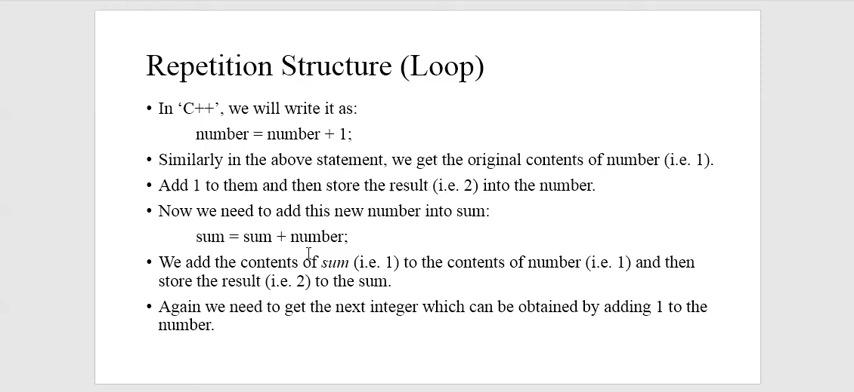 Repetition Structure (Loop)
• In ‘C++’, we will write it as:
number = number + 1;
• Similarly in the above statement, we get the original contents of number (i.e. 1).
• Add 1 to them and then store the result (i.e. 2) into the number.
• Now we need to add this new number into sum:
sum = sum + number;
• We add the contents of sum (i.e. 1) to the contents of number (i.e. 1) and then
store the result (i.e. 2) to the sum.
• Again we need to get the next integer which can be obtained by adding 1 to the
number.